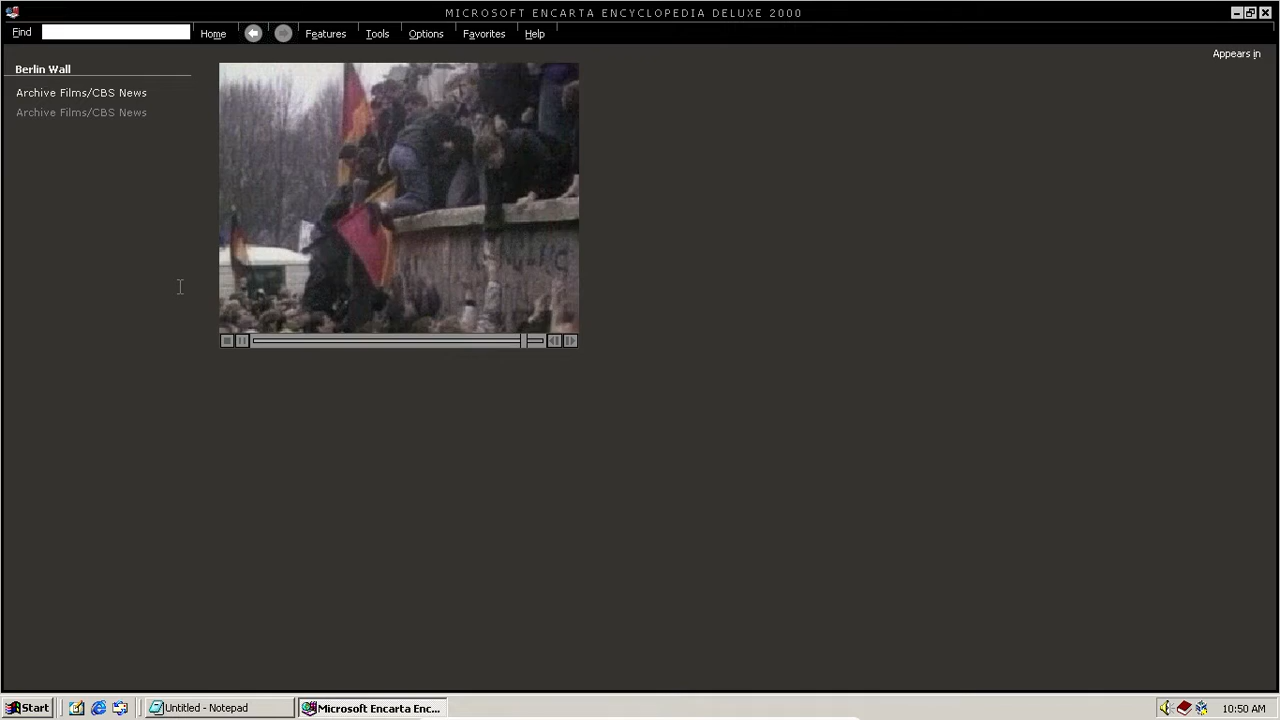 MICROSOFT ENCARTA ENCYCLOPEDIA DELUXE 2000
Find Home Features Tools Options Favorites Help
Appears in
Berlin Wall
Archive Films/CBS News
Archive Films/CBS News
Start Untitled - Notepad Microsoft Encarta Enc... 10:50 AM